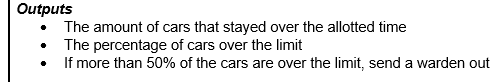 Outputs
• The amount of cars that stayed over the allotted time
• The percentage of cars over the limit
• If more than 50% of the cars are over the limit, send a warden out